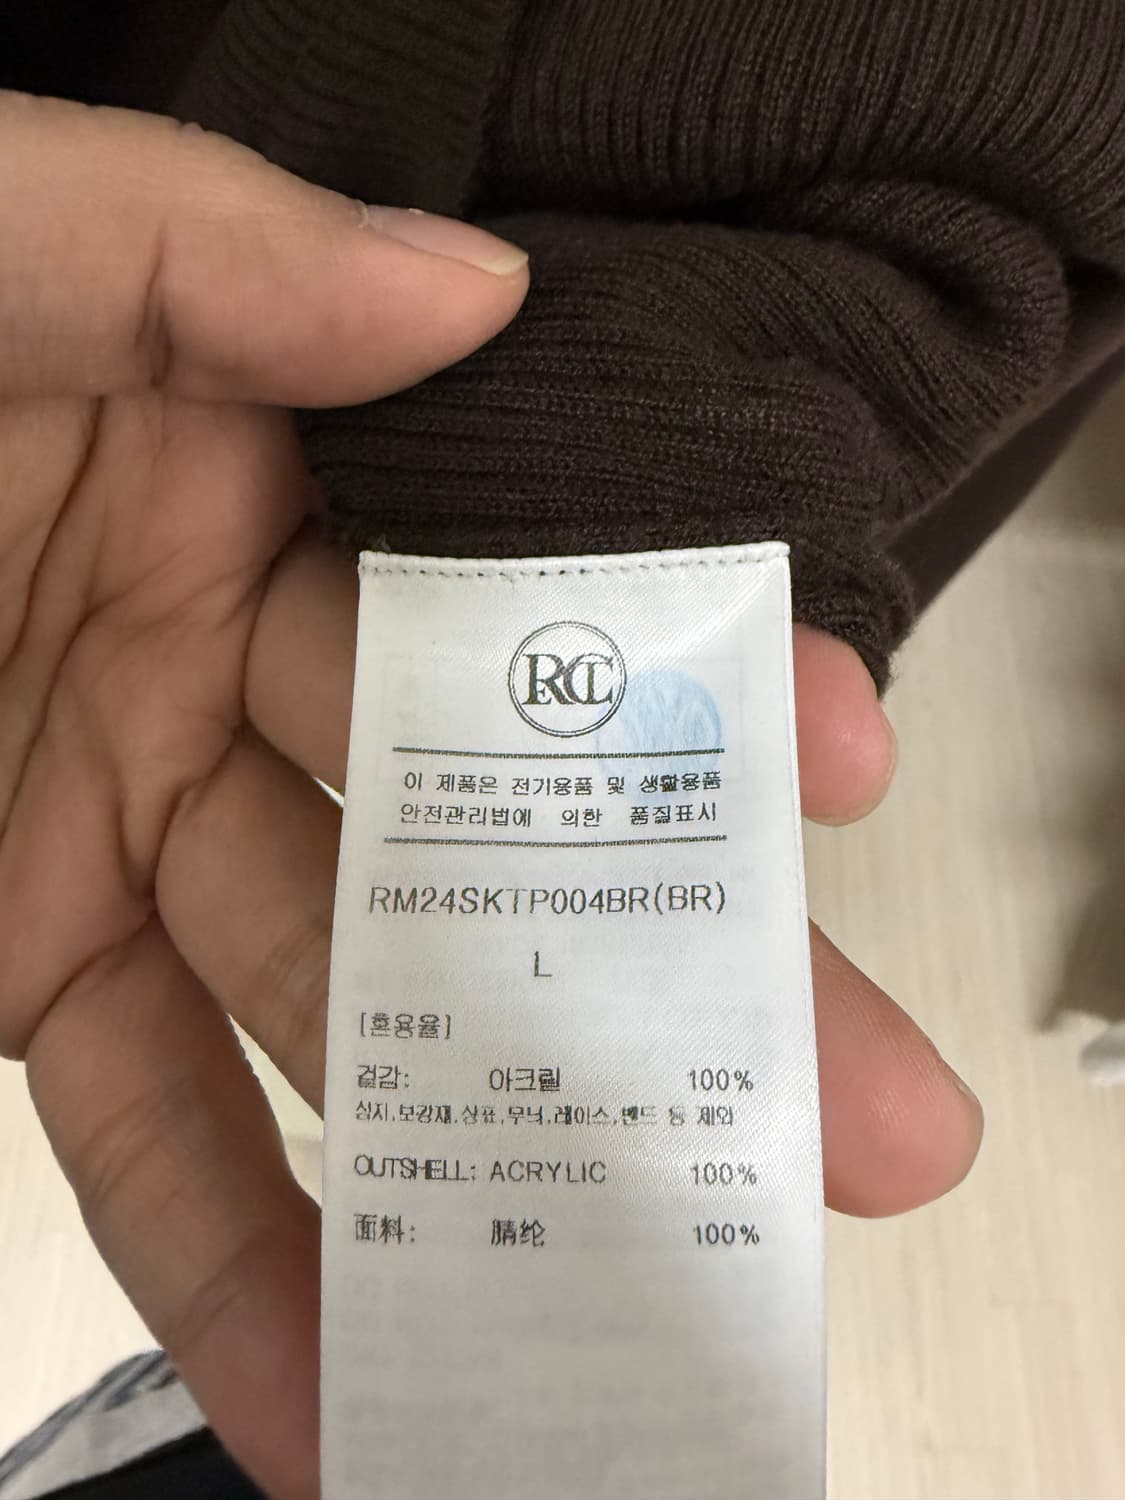 RCT
이 제품은 전기용품 및 생활용품
안전관리법에 의한 품질표시
RM24SKTP004BR(BR)
L
[혼용율]
겉감: 아크릴 100%
심지,보강재,상표,무늬,레이스,밴드 등 제외
OUTSHELL: ACRYLIC 100%
面料: 腈纶 100%